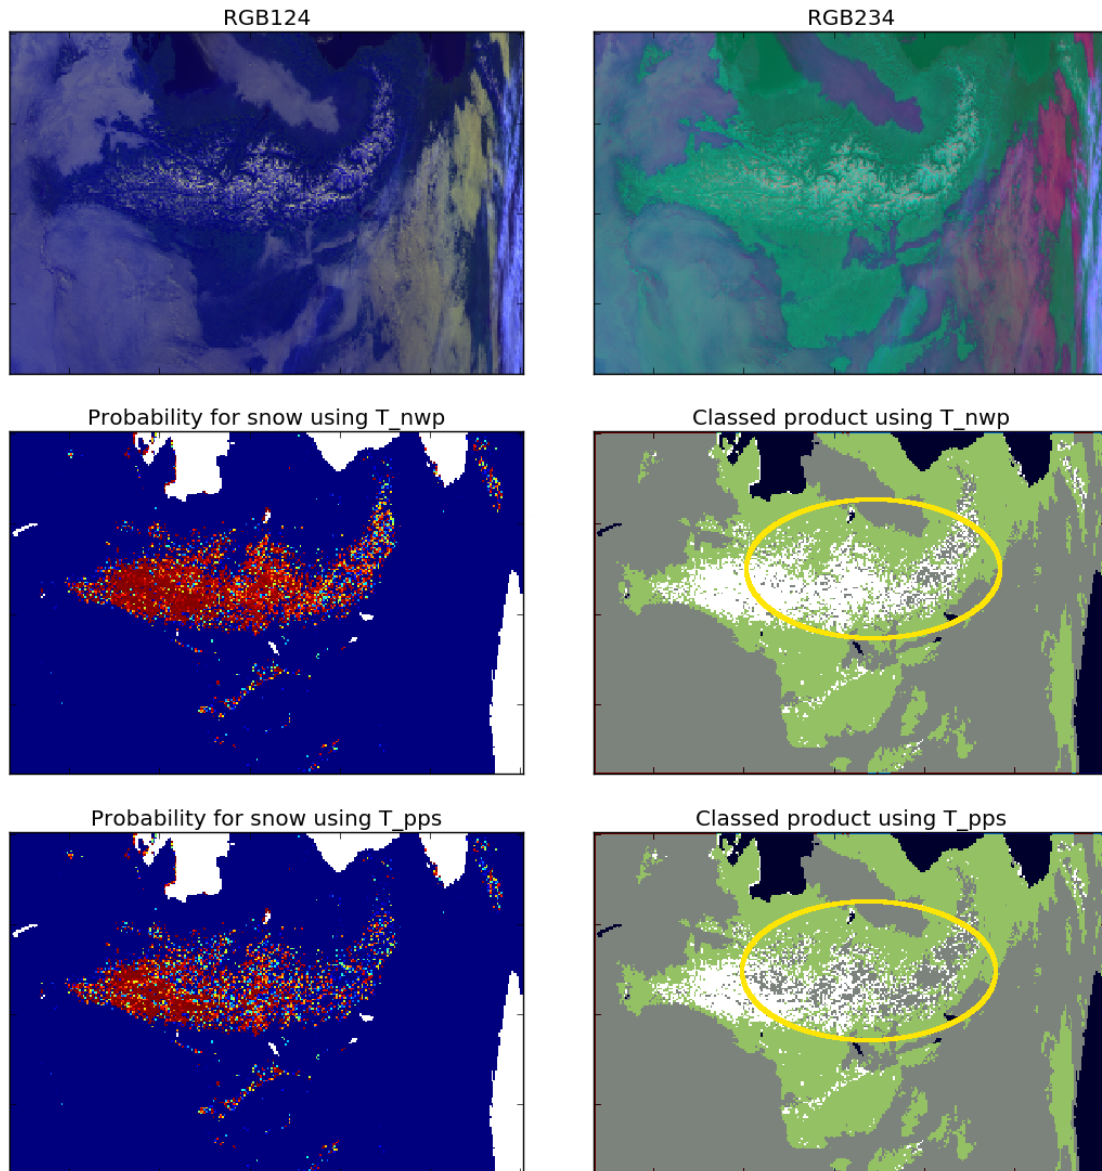 RGB124
RGB234
Probability for snow using T_nwp
Classed product using T_nwp
Probability for snow using T_pps
Classed product using T_pps